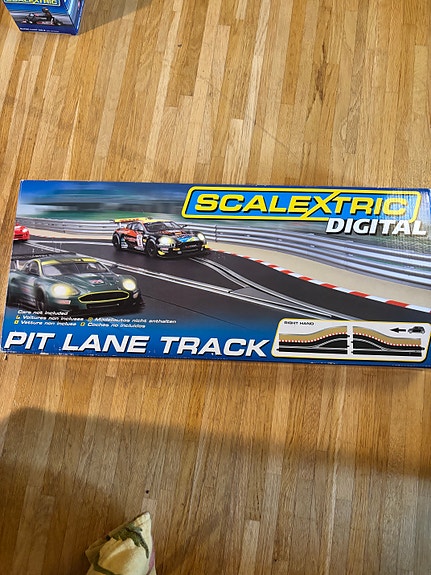 SCALEXTRIC
SCALEXTRIC
DIGITAL
Cars not included
Voitures non incluses Modellautos nicht enthalten
Vetture non incluse Coches no incluidos
PIT LANE TRACK
RIGHT HAND